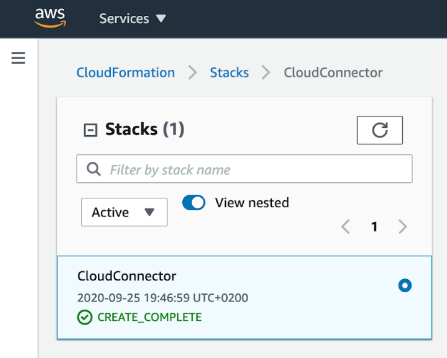 aws
Services
CloudFormation > Stacks > CloudConnector
Stacks (1)
Filter by stack name
Active
View nested
1
CloudConnector
2020-09-25 19:46:59 UTC+0200
CREATE_COMPLETE